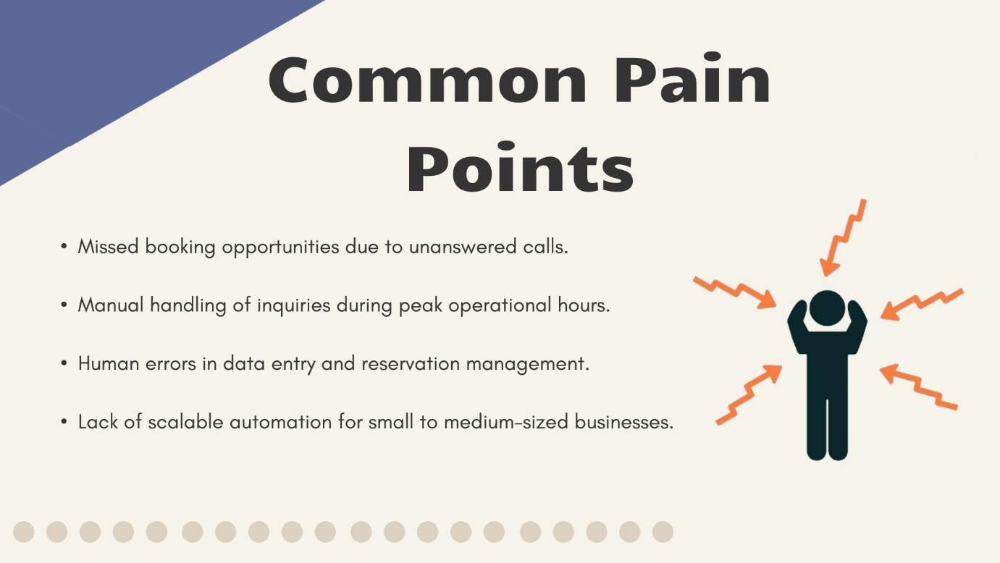 Common Pain
Points
• Missed booking opportunities due to unanswered calls.
• Manual handling of inquiries during peak operational hours.
• Human errors in data entry and reservation management.
• Lack of scalable automation for small to medium-sized businesses.